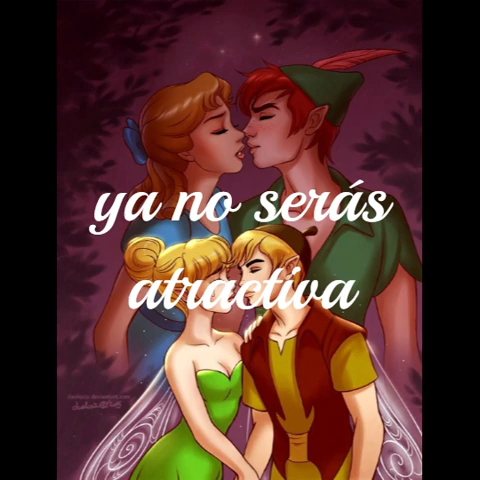 ya no serás
atractiva